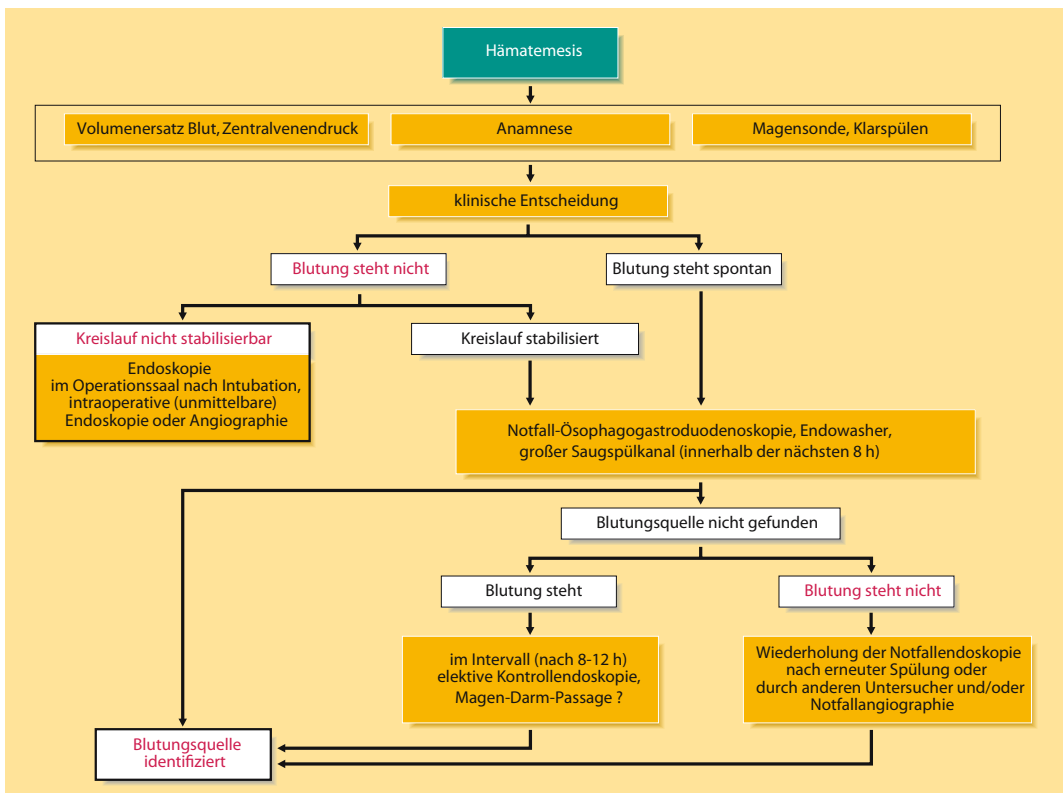 Hämatemesis
Volumenersatz Blut, Zentralvenendruck
Anamnese
Magensonde, Klarspülen
klinische Entscheidung
Blutung steht nicht
Blutung steht spontan
Kreislauf nicht stabilisierbar
Kreislauf stabilisiert
Endoskopie
im Operationssaal nach Intubation,
intraoperative (unmittelbare)
Endoskopie oder Angiographie
Notfall-Ösophagogastroduodenoskopie, Endowasher,
großer Saugspülkanal (innerhalb der nächsten 8 h)
Blutungsquelle nicht gefunden
Blutung steht
Blutung steht nicht
im Intervall (nach 8-12 h)
elektive Kontrollendoskopie,
Magen-Darm-Passage ?
Wiederholung der Notfallendoskopie
nach erneuter Spülung oder
durch anderen Untersucher und/oder
Notfallangiographie
Blutungsquelle
identifiziert